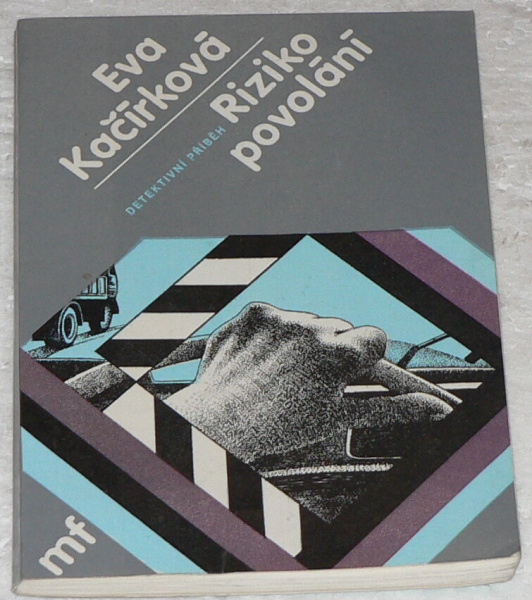 Eva
Kačírková
Riziko
povolání
DETEKTIVNÍ PŘÍBĚH
mf